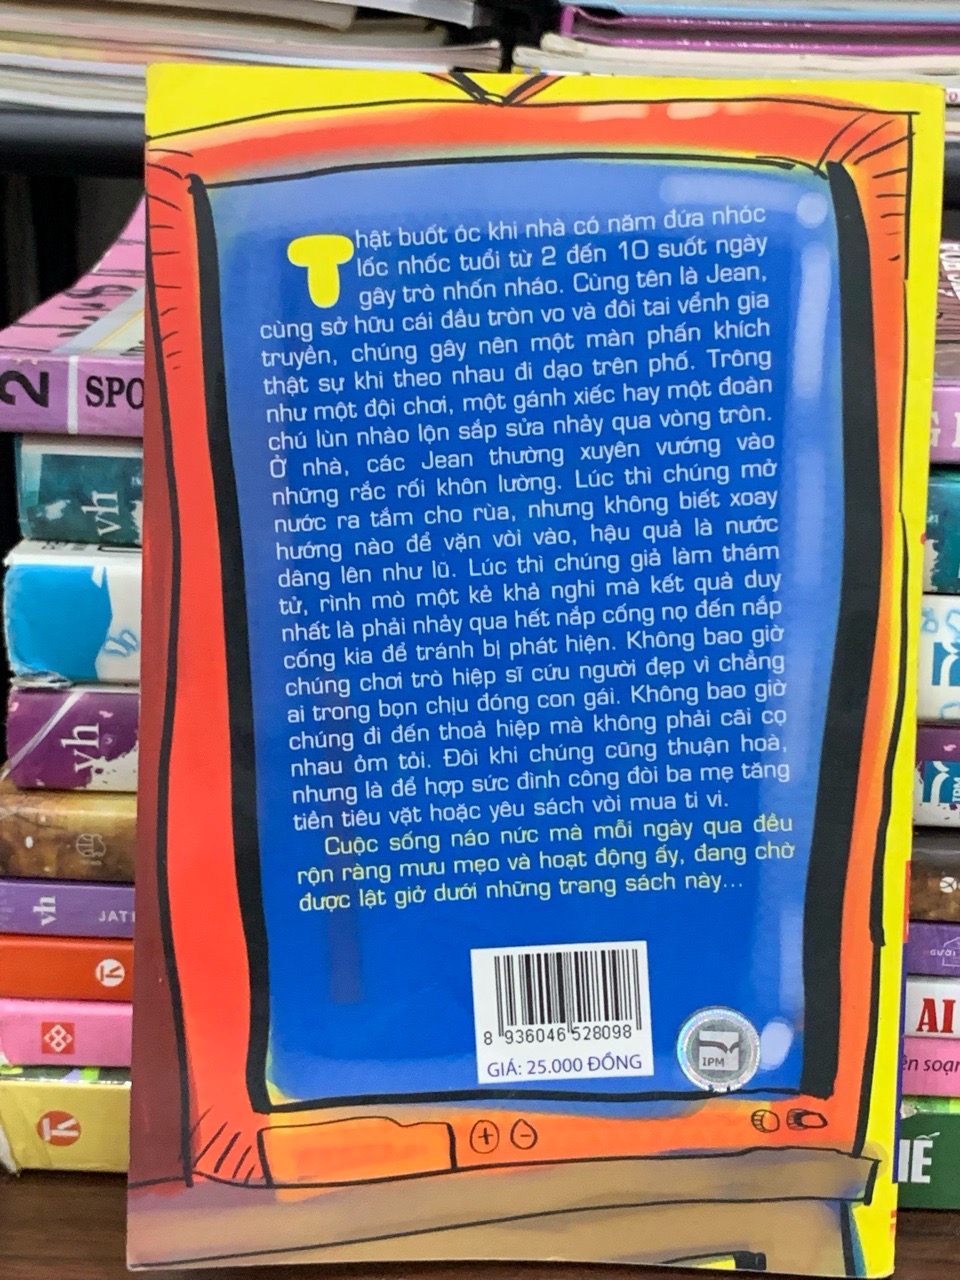 Thật buốt óc khi nhà có năm đứa nhóc
lốc nhốc tuổi từ 2 đến 10 suốt ngày
gây trò nhốn nháo. Cùng tên là Jean,
cùng sở hữu cái đầu tròn vo và đôi tai vểnh gia
truyền, chúng gây nên một màn phấn khích
thật sự khi theo nhau đi dạo trên phố. Trông
như một đội chơi, một gánh xiếc hay một đoàn
chú lùn nhào lộn sắp sửa nhảy qua vòng tròn.
Ở nhà, các Jean thường xuyên vướng vào
những rắc rối khôn lường. Lúc thì chúng mở
nước ra tắm cho rùa, nhưng không biết xoay
hướng nào để vặn vòi vào, hậu quả là nước
dâng lên như lũ. Lúc thì chúng giả làm thám
tử, rình mò một kẻ khả nghi mà kết quả duy
nhất là phải nhảy qua hết nắp cống nọ đến nắp
cống kia để tránh bị phát hiện. Không bao giờ
chúng chơi trò hiệp sĩ cứu người đẹp vì chẳng
ai trong bọn chịu đóng con gái. Không bao giờ
chúng đi đến thoả hiệp mà không phải cãi cọ
nhau ỏm tỏi. Đôi khi chúng cũng thuận hoà,
nhưng là để hợp sức đình công đòi ba mẹ tăng
tiền tiêu vặt hoặc yêu sách vòi mua ti vi.
Cuộc sống náo nức mà mỗi ngày qua đều
rộn ràng mưu mẹo và hoạt động ấy, đang chờ
được lật giở dưới những trang sách này...
8 936046 528098
GIÁ: 25.000 ĐỒNG
IPM
2 SPO
vh
vh
vh JATI
AI
ên soạn
IẾ